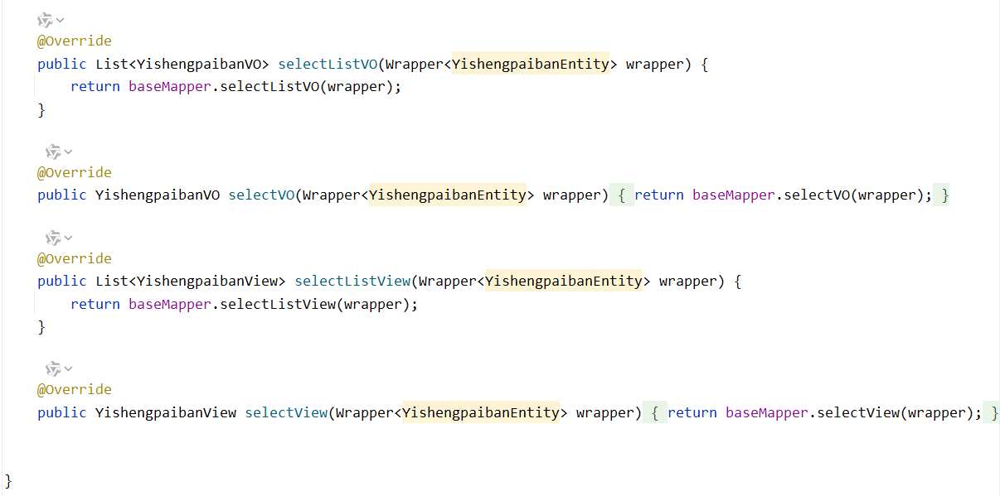 @Override
public List<YishengpaibanVO> selectListVO(Wrapper<YishengpaibanEntity> wrapper) {
return baseMapper.selectListVO(wrapper);
}
@Override
public YishengpaibanVO selectVO(Wrapper<YishengpaibanEntity> wrapper) { return baseMapper.selectVO(wrapper); }
@Override
public List<YishengpaibanView> selectListView(Wrapper<YishengpaibanEntity> wrapper) {
return baseMapper.selectListView(wrapper);
}
@Override
public YishengpaibanView selectView(Wrapper<YishengpaibanEntity> wrapper) { return baseMapper.selectView(wrapper); }
}